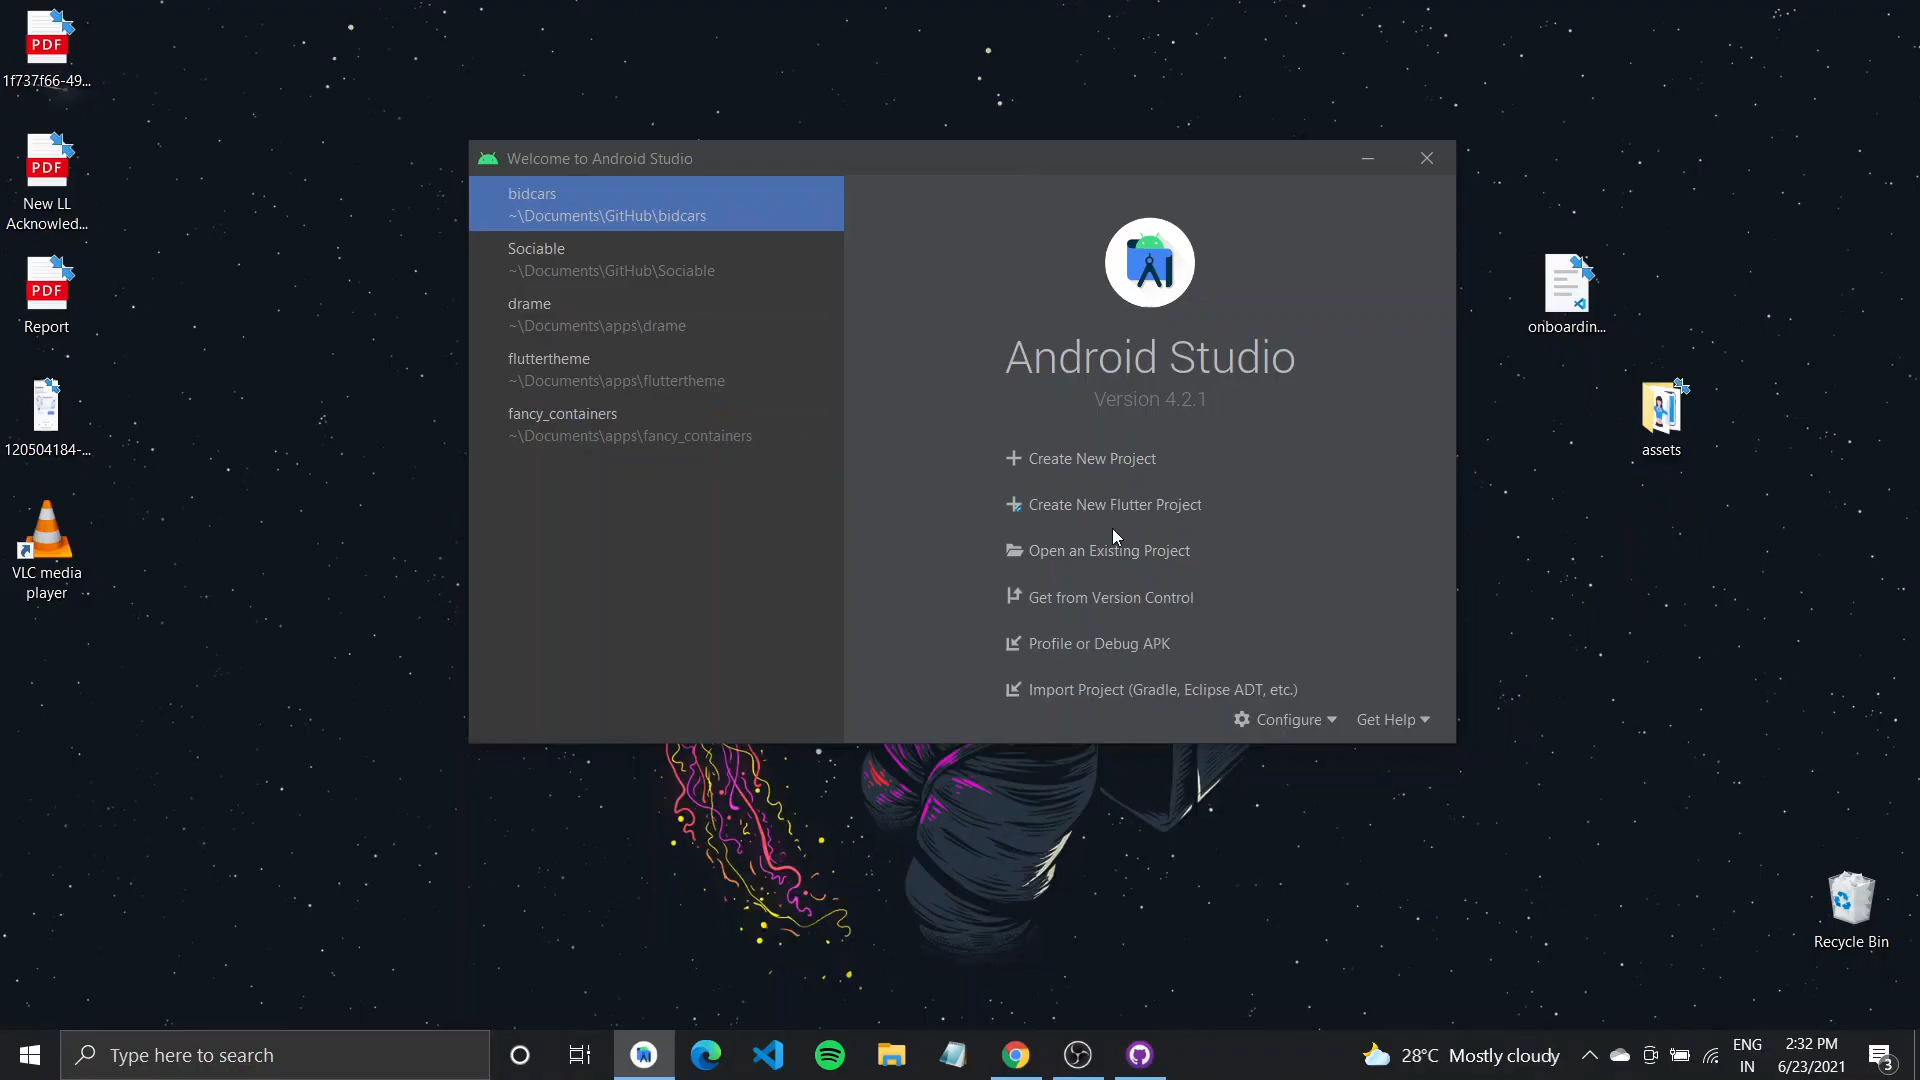 PDF
1f737f66-49...
PDF
New LL
Acknowled...
PDF
Report
120504184-...
VLC media
player
Welcome to Android Studio
bidcars
~\Documents\GitHub\bidcars
Sociable
~\Documents\GitHub\Sociable
drame
~\Documents\apps\drame
fluttertheme
~\Documents\apps\fluttertheme
fancy_containers
~\Documents\apps\fancy_containers
Android Studio
Version 4.2.1
Create New Project
Create New Flutter Project
Open an Existing Project
Get from Version Control
Profile or Debug APK
Import Project (Gradle, Eclipse ADT, etc.)
Configure
Get Help
onboardin...
assets
Recycle Bin
Type here to search
28°C Mostly cloudy
ENG
IN
2:32 PM
6/23/2021
3